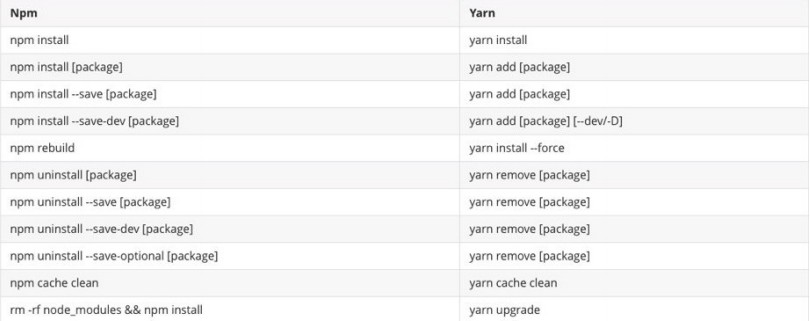 Npm Yarn
npm install yarn install
npm install [package] yarn add [package]
npm install --save [package] yarn add [package]
npm install --save-dev [package] yarn add [package] [--dev/-D]
npm rebuild yarn install --force
npm uninstall [package] yarn remove [package]
npm uninstall --save [package] yarn remove [package]
npm uninstall --save-dev [package] yarn remove [package]
npm uninstall --save-optional [package] yarn remove [package]
npm cache clean yarn cache clean
rm -rf node_modules && npm install yarn upgrade